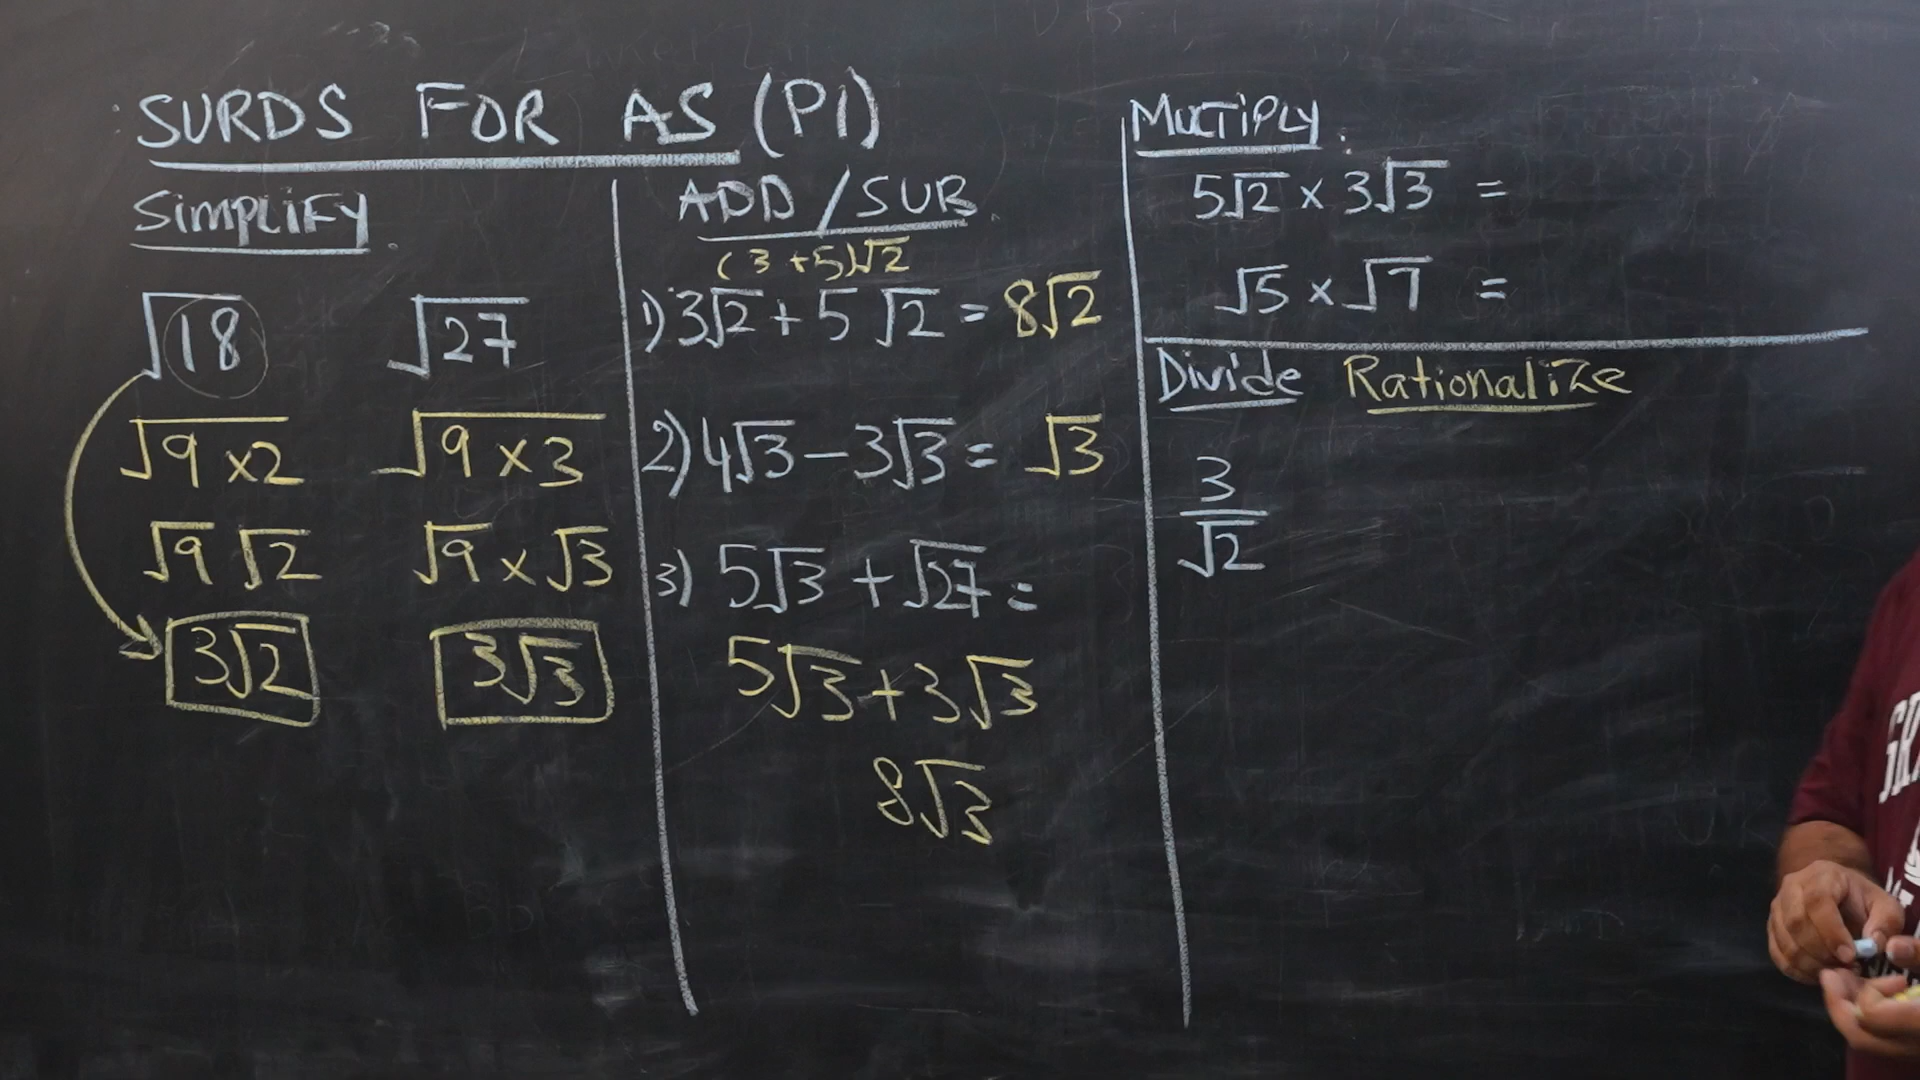 SURDS FOR AS (P1)
Simplify.
√18 √27
√9 x 2 √9 x 3
√9 √2 √9 x √3
3√2 3√3
ADD / SUB.
(3+5)√2
1) 3√2 + 5√2 = 8√2
2) 4√3 - 3√3 = √3
3) 5√3 + √27 =
5√3 + 3√3
8√3
MULTIPLY.
5√2 x 3√3 =
√5 x √7 =
Divide Rationalize
3
√2